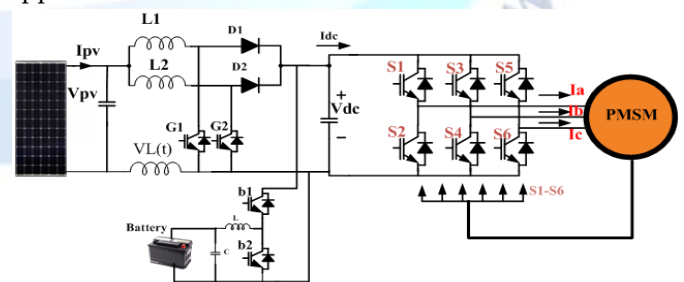 L1
D1
Ipv
Idc
L2
D2
S1
S3
S5
Vpv
+
Vdc
−
Ia
Ib
Ic
PMSM
G1
G2
S2
S4
S6
VL(t)
b1
S1-S6
Battery
L
b2
C